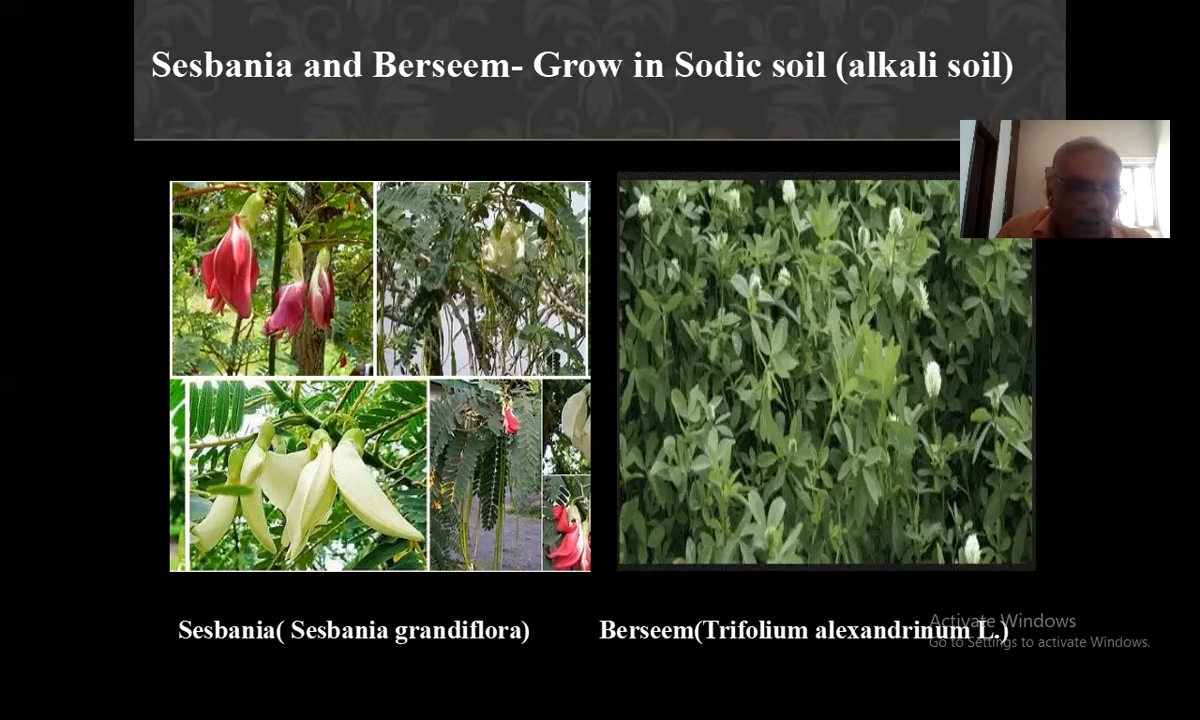 Sesbania and Berseem- Grow in Sodic soil (alkali soil)
Sesbania( Sesbania grandiflora)
Berseem(Trifolium alexandrinum L.)
Activate Windows
Go to Settings to activate Windows.